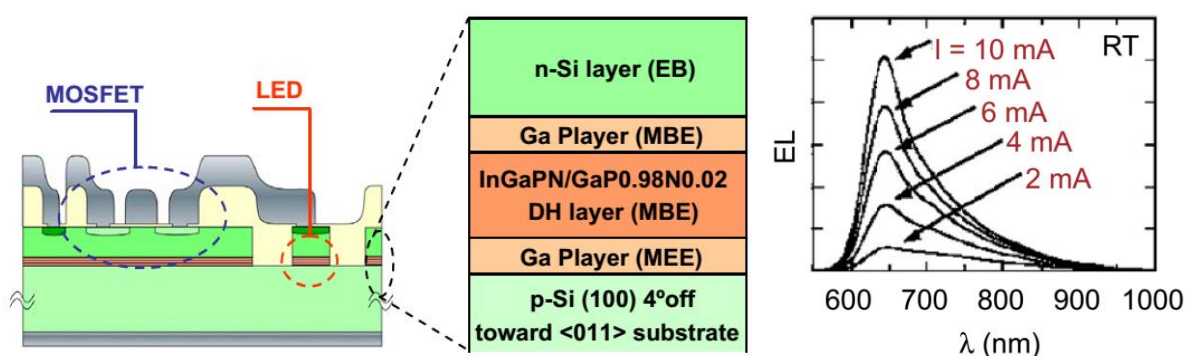 MOSFET
LED
n-Si layer (EB)
Ga Player (MBE)
InGaPN/GaP0.98N0.02
DH layer (MBE)
Ga Player (MEE)
p-Si (100) 4ºoff
toward <011> substrate
EL
RT
I = 10 mA
8 mA
6 mA
4 mA
2 mA
600 700 800 900 1000
λ (nm)